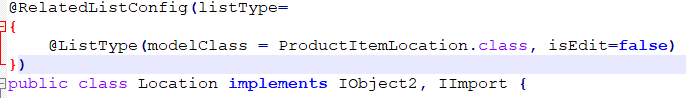 @RelatedListConfig(listType=
{
    @ListType(modelClass = ProductItemLocation.class, isEdit=false)
})
public class Location implements IObject2, IImport {